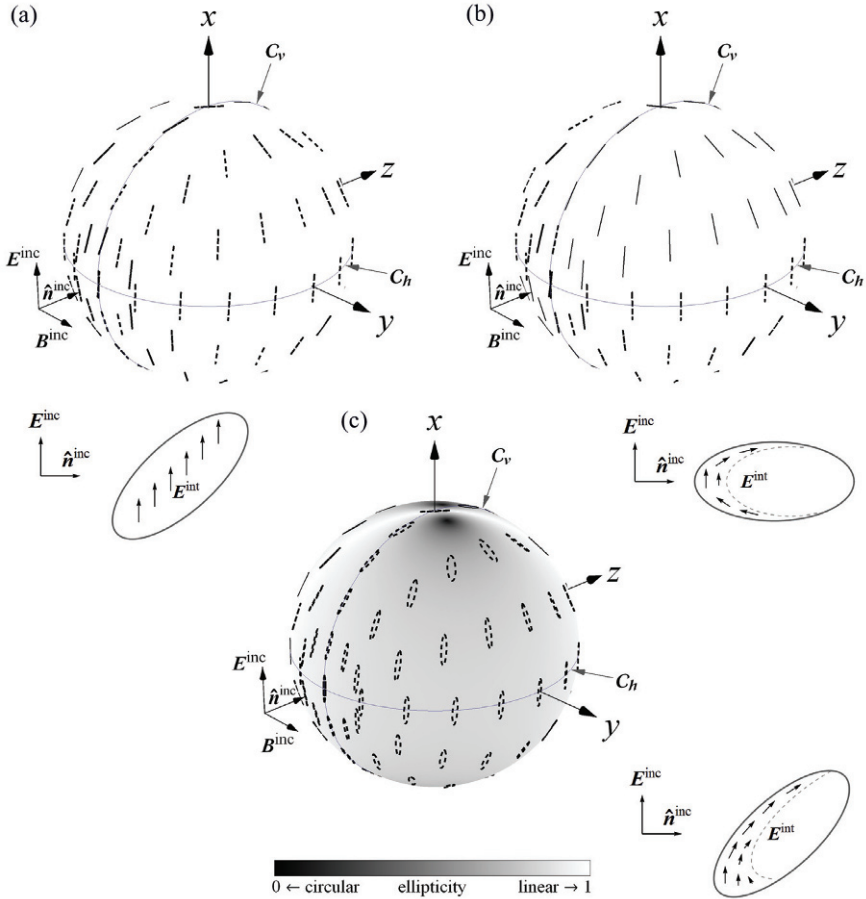 (a)
x
C_v
z
E^inc
n̂^inc
B^inc
C_h
y
(b)
x
C_v
z
E^inc
n̂^inc
B^inc
C_h
y
E^inc
n̂^inc
E^int
E^inc
n̂^inc
E^int
(c)
x
C_v
z
E^inc
n̂^inc
B^inc
C_h
y
E^inc
n̂^inc
E^int
0 ← circular ellipticity linear → 1